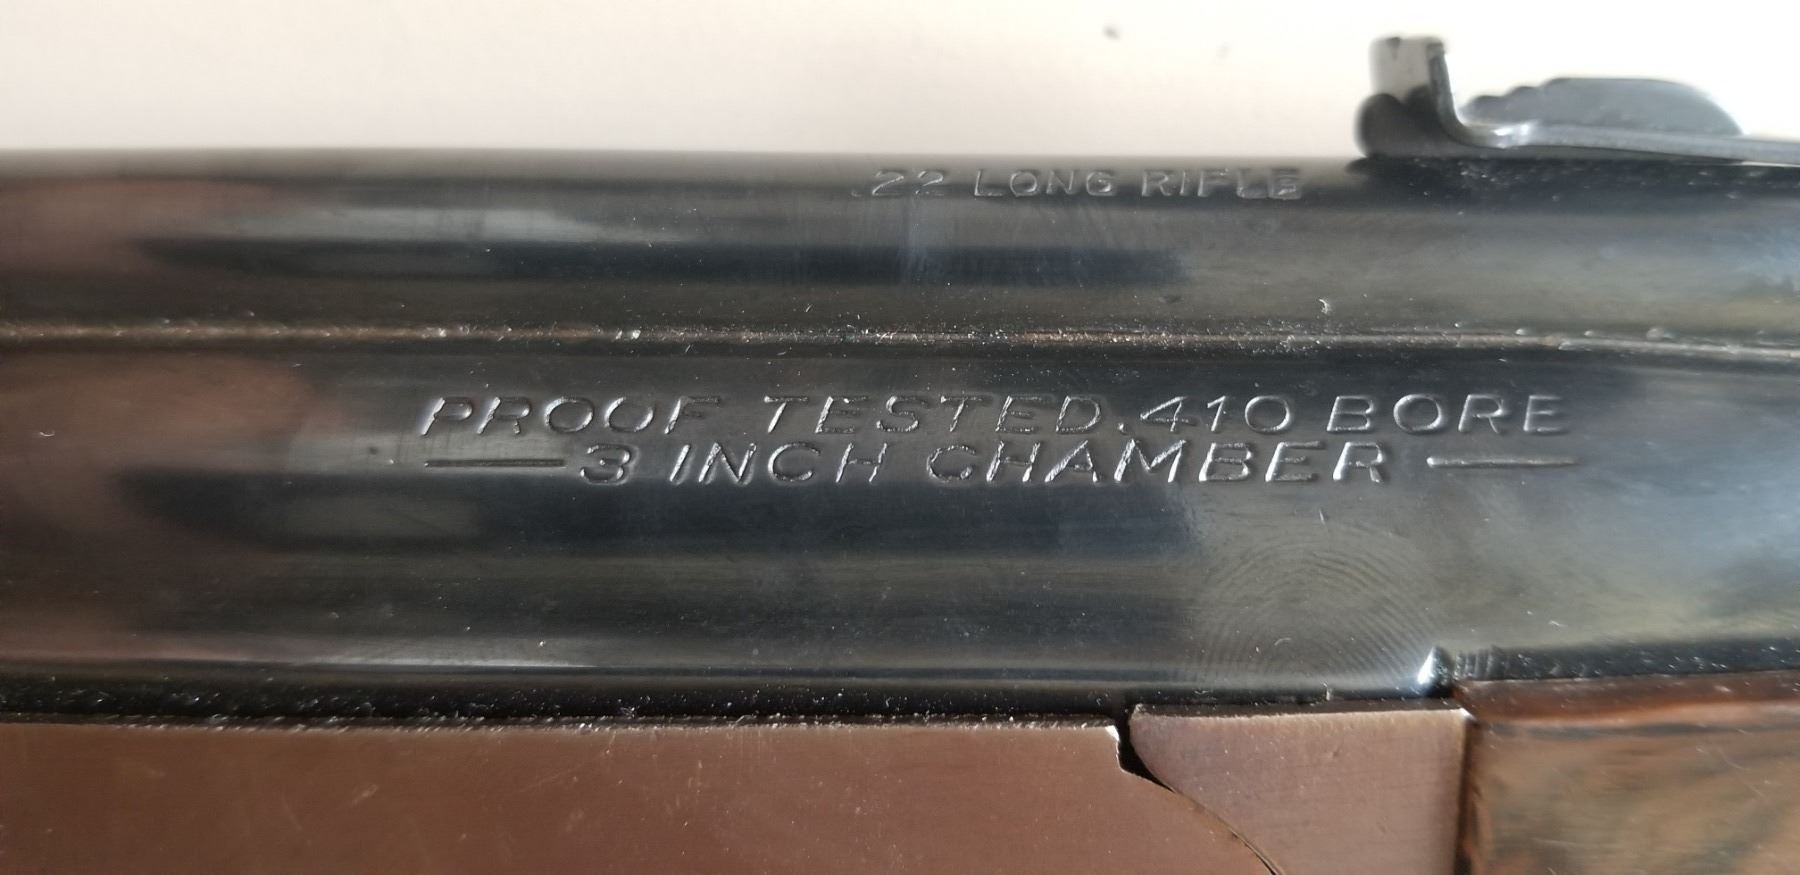 .22 LONG RIFLE
PROOF TESTED .410 BORE
— 3 INCH CHAMBER —